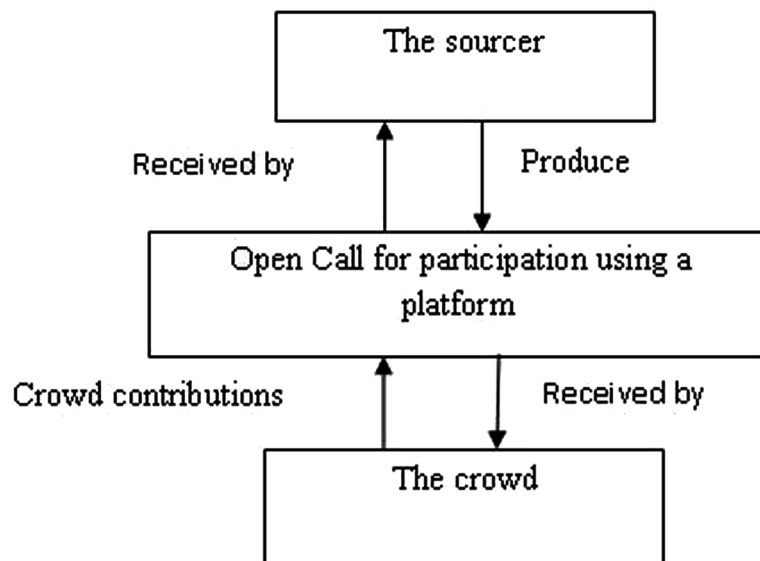 The sourcer
Received by
Produce
Open Call for participation using a
platform
Crowd contributions
Received by
The crowd